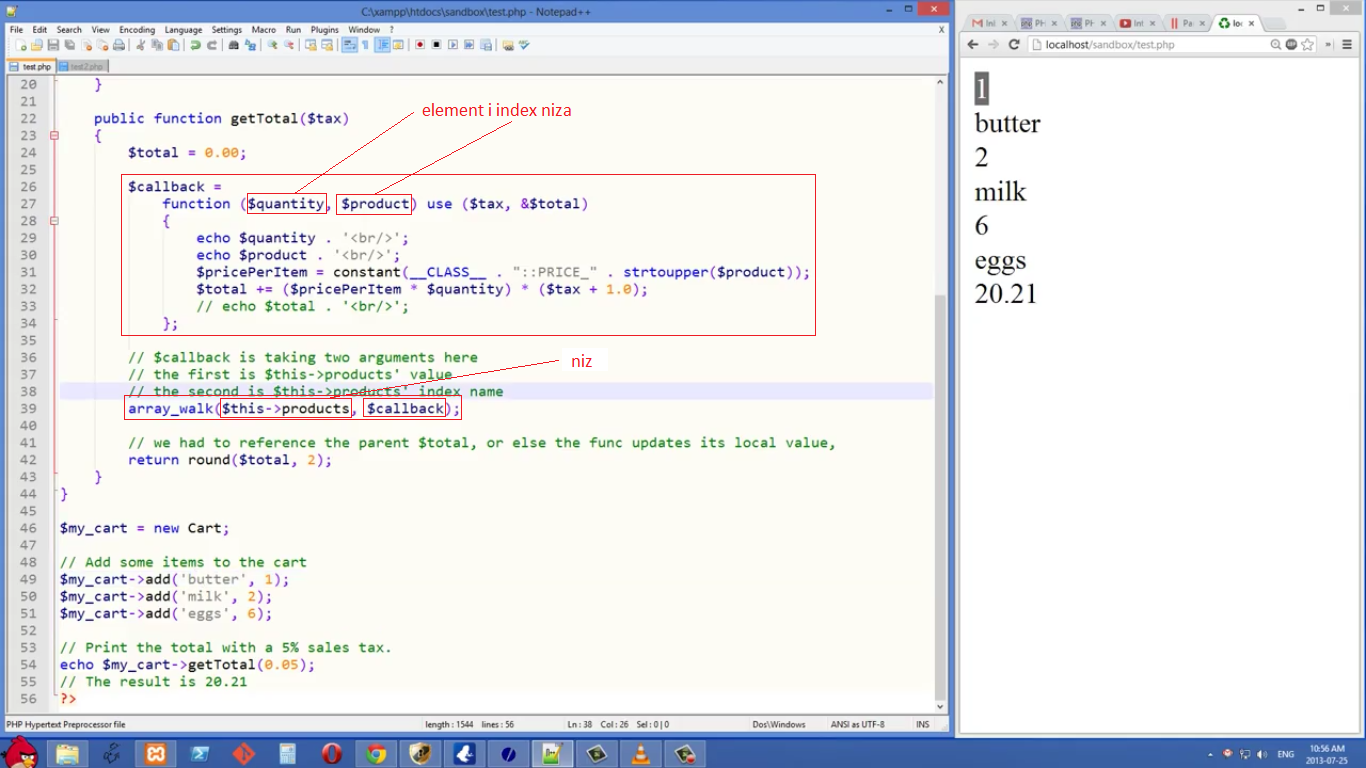 C:\xampp\htdocs\sandbox\test.php - Notepad++
File Edit Search View Encoding Language Settings Macro Run Plugins Window ? X
test.php test2.php
20 }
21
22 public function getTotal($tax)
23 {
24 $total = 0.00;
25
26 $callback =
27 function ($quantity, $product) use ($tax, &$total)
28 {
29 echo $quantity . '<br/>';
30 echo $product . '<br/>';
31 $pricePerItem = constant(__CLASS__ . "::PRICE_" . strtoupper($product));
32 $total += ($pricePerItem * $quantity) * ($tax + 1.0);
33 // echo $total . '<br/>';
34 };
35
36 // $callback is taking two arguments here
37 // the first is $this->products' value
38 // the second is $this->products' index name
39 array_walk($this->products, $callback);
40
41 // we had to reference the parent $total, or else the func updates its local value,
42 return round($total, 2);
43 }
44 }
45
46 $my_cart = new Cart;
47
48 // Add some items to the cart
49 $my_cart->add('butter', 1);
50 $my_cart->add('milk', 2);
51 $my_cart->add('eggs', 6);
52
53 // Print the total with a 5% sales tax.
54 echo $my_cart->getTotal(0.05);
55 // The result is 20.21
56 ?>
element i index niza
niz
PHP Hypertext Preprocessor file length : 1544 lines : 56 Ln : 38 Col : 26 Sel : 0 | 0 Dos\Windows ANSI as UTF-8 INS
Inl PH PH Int Pa loc
localhost/sandbox/test.php
1
butter
2
milk
6
eggs
20.21
ENG
10:56 AM
2013-07-25